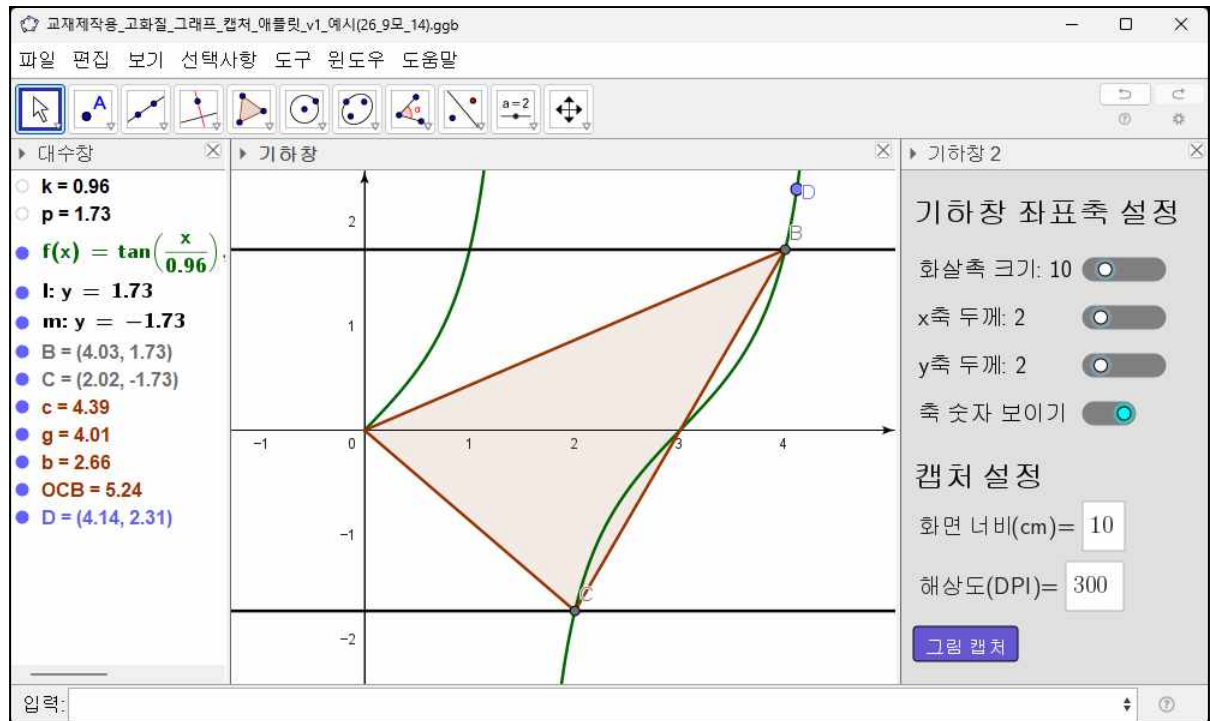 교재제작용_고화질_그래프_캡처_애플릿_v1_예시(26_9모_14).ggb
파일 편집 보기 선택사항 도구 윈도우 도움말
A α a=2
대수창
k = 0.96
p = 1.73
f(x) = tan(x/0.96),
l: y = 1.73
m: y = −1.73
B = (4.03, 1.73)
C = (2.02, -1.73)
c = 4.39
g = 4.01
b = 2.66
OCB = 5.24
D = (4.14, 2.31)
기하창
D
B
C
2
1
−1
0
1
2
3
4
−1
−2
기하창 2
기하창 좌표축 설정
화살촉 크기: 10
x축 두께: 2
y축 두께: 2
축 숫자 보이기
캡처 설정
화면 너비(cm)= 10
해상도(DPI)= 300
그림 캡처
입력: